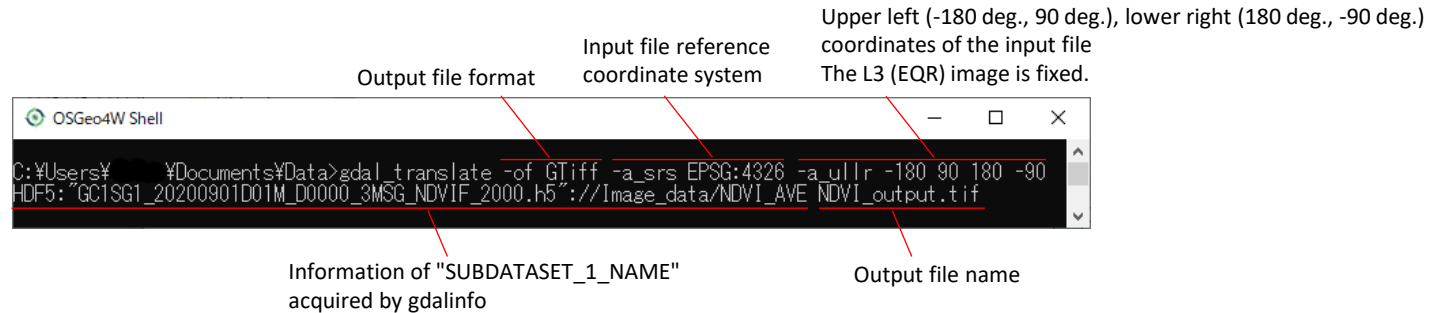 Upper left (-180 deg., 90 deg.), lower right (180 deg., -90 deg.)
coordinates of the input file
The L3 (EQR) image is fixed.
Input file reference
coordinate system
Output file format
OSGeo4W Shell
C:¥Users¥ ¥Documents¥Data>gdal_translate -of GTiff -a_srs EPSG:4326 -a_ullr -180 90 180 -90
HDF5:"GC1SG1_20200901D01M_D0000_3MSG_NDVIF_2000.h5"://Image_data/NDVI_AVE NDVI_output.tif
Information of "SUBDATASET_1_NAME"
acquired by gdalinfo
Output file name